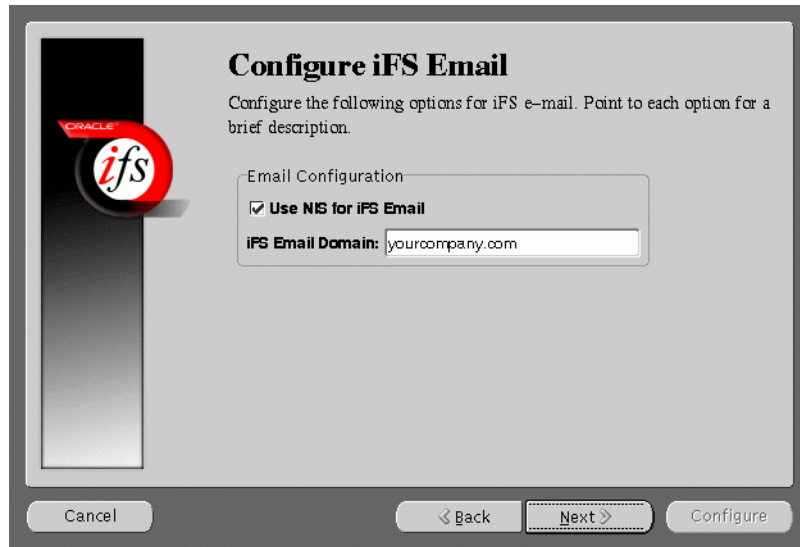 Configure iFS Email
Configure the following options for iFS e-mail. Point to each option for a
brief description.
ORACLE
ifs
Email Configuration
Use NIS for iFS Email
iFS Email Domain: yourcompany.com
Cancel
Back
Next
Configure